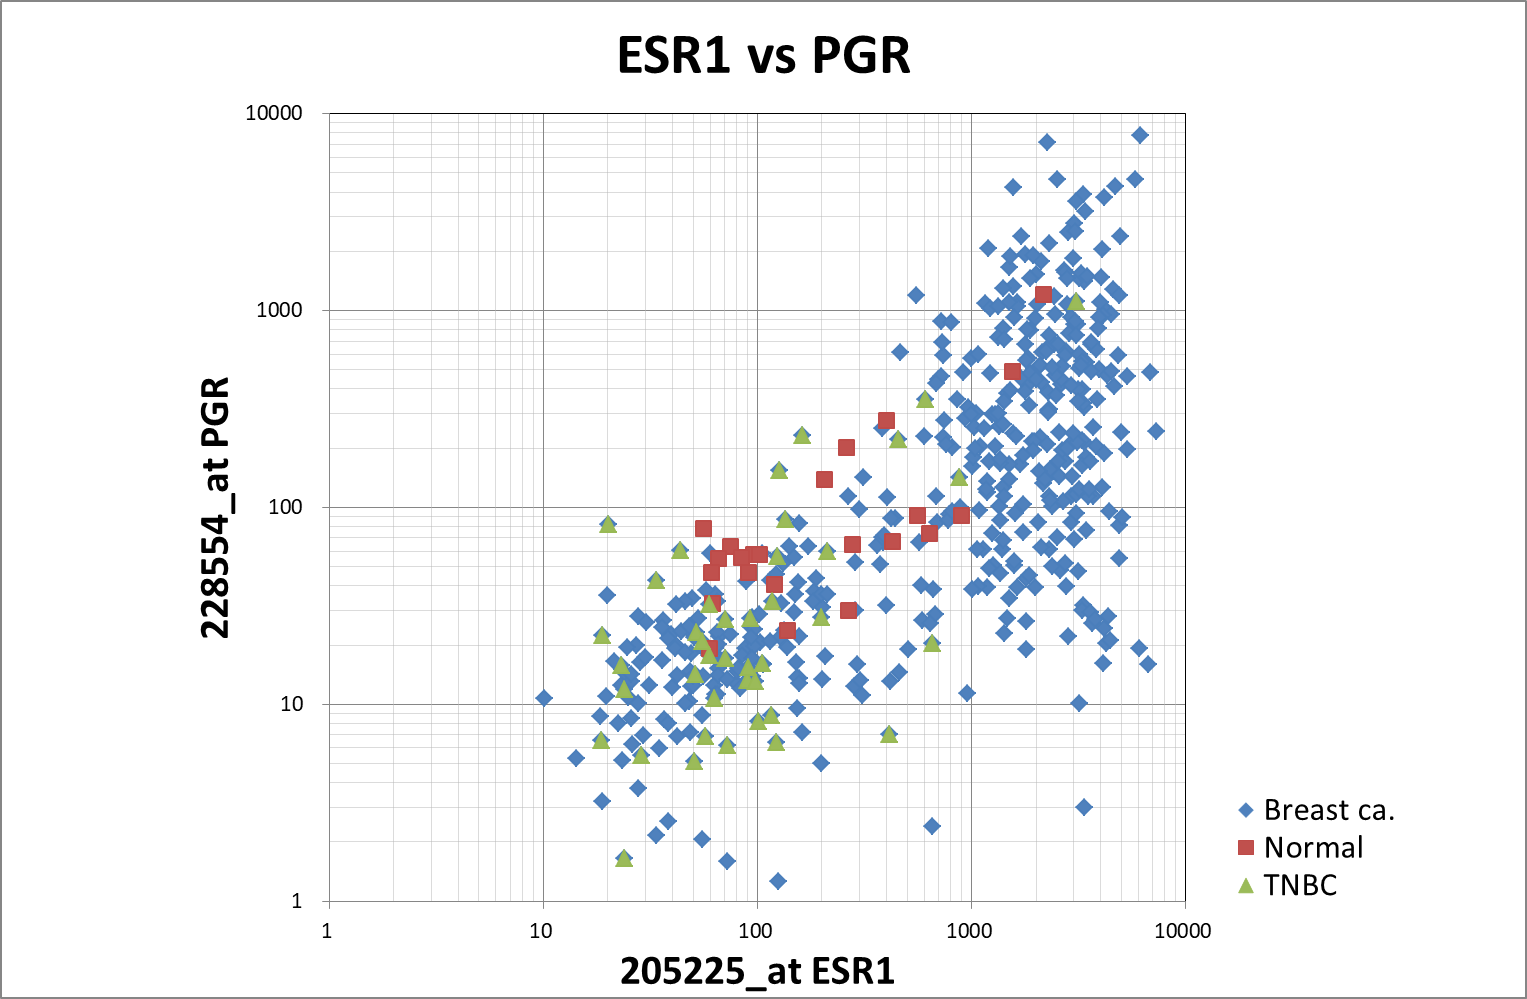 ESR1 vs PGR
10000
1000
100
10
1
228554_at PGR
1 10 100 1000 10000
205225_at ESR1
Breast ca.
Normal
TNBC